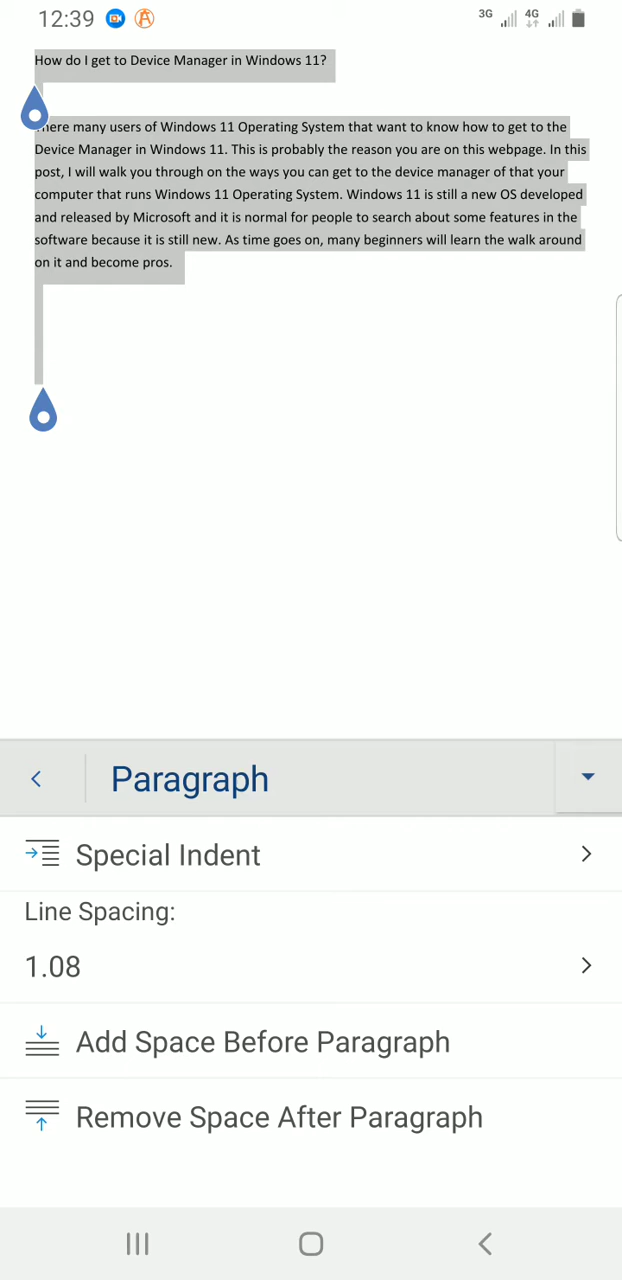 12:39
3G
4G
How do I get to Device Manager in Windows 11?
There many users of Windows 11 Operating System that want to know how to get to the
Device Manager in Windows 11. This is probably the reason you are on this webpage. In this
post, I will walk you through on the ways you can get to the device manager of that your
computer that runs Windows 11 Operating System. Windows 11 is still a new OS developed
and released by Microsoft and it is normal for people to search about some features in the
software because it is still new. As time goes on, many beginners will learn the walk around
on it and become pros.
Paragraph
Special Indent
Line Spacing:
1.08
Add Space Before Paragraph
Remove Space After Paragraph